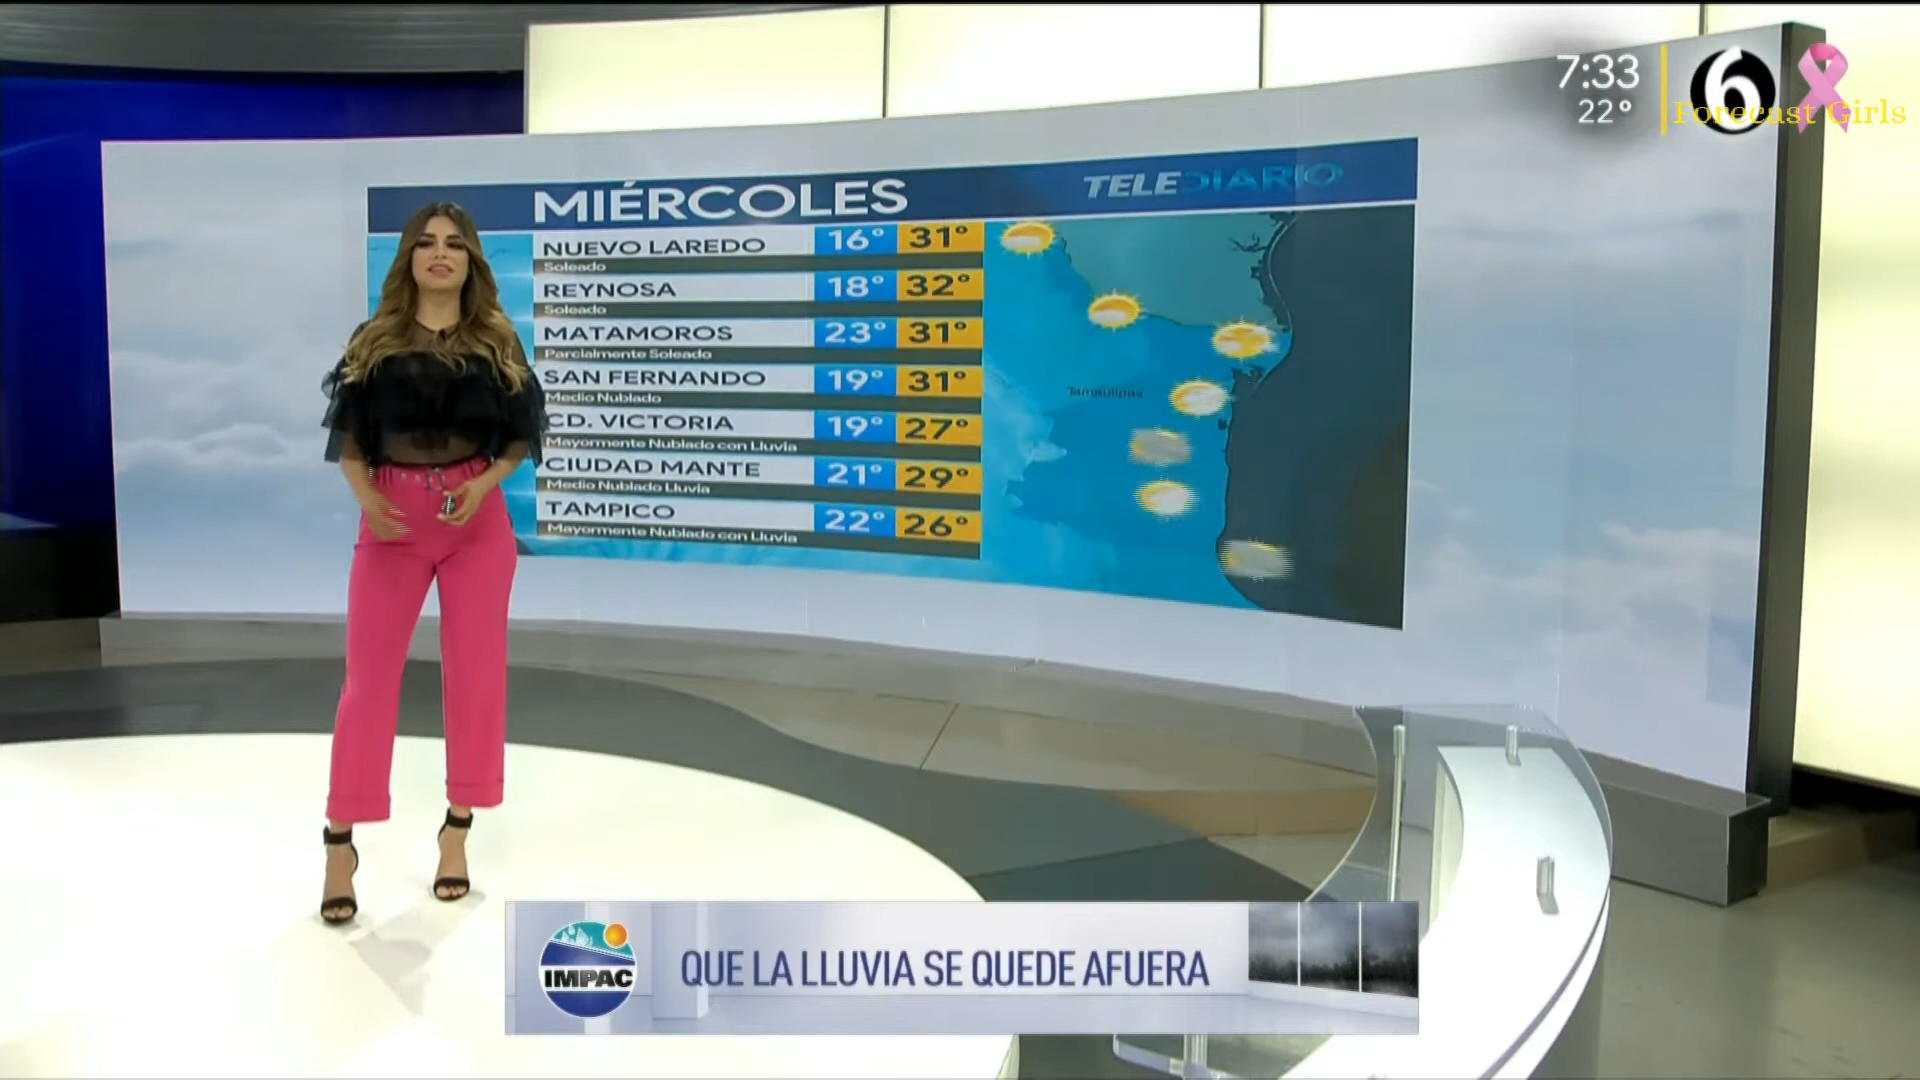 7:33
22°
6
Forecast Girls
MIÉRCOLES
TELEDIARIO
NUEVO LAREDO 16° 31°
Soleado
REYNOSA 18° 32°
Soleado
MATAMOROS 23° 31°
Parcialmente Soleado
SAN FERNANDO 19° 31°
Medio Nublado
CD. VICTORIA 19° 27°
Mayormente Nublado con Lluvia
CIUDAD MANTE 21° 29°
Medio Nublado Lluvia
TAMPICO 22° 26°
Mayormente Nublado con Lluvia
Tamaulipas
IMPAC
QUE LA LLUVIA SE QUEDE AFUERA